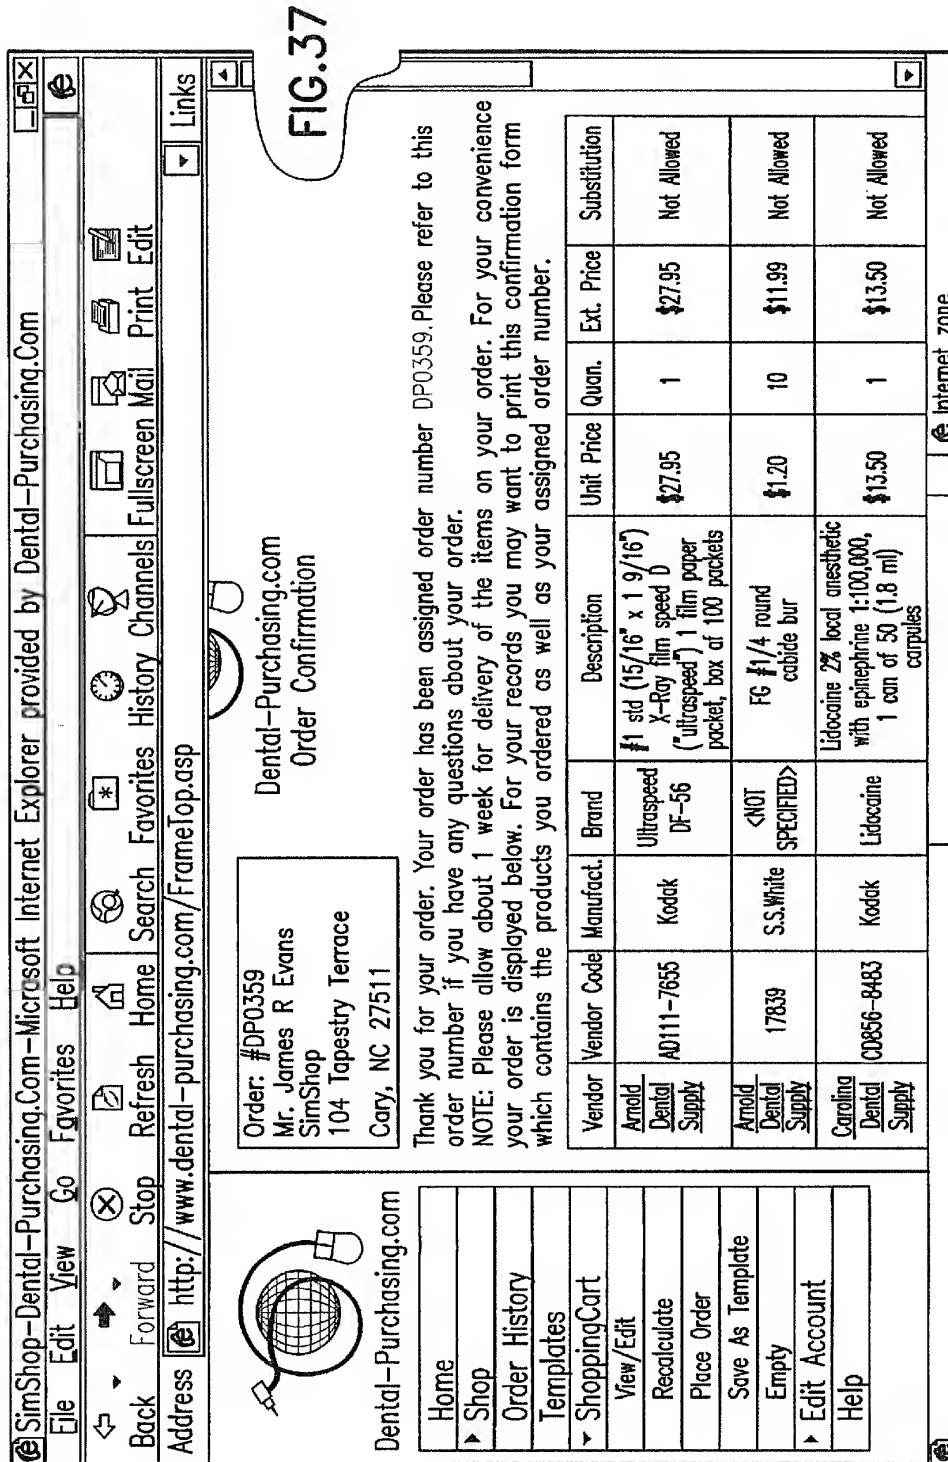 SimShop-Dental-Purchasing.Com-Microsoft Internet Explorer provided by Dental-Purchasing.Com
File Edit View Go Favorites Help
Back Forward Stop Refresh Home Search Favorites History Channels Fullscreen Mail Print Edit
Address http://www.dental-purchasing.com/FrameTop.asp Links
FIG.37
Dental-Purchasing.com
Home
Shop
Order History
Templates
ShoppingCart
View/Edit
Recalculate
Place Order
Save As Template
Empty
Edit Account
Help
Order: #DP0359
Mr. James R Evans
SimShop
104 Tapestry Terrace
Cary, NC 27511
Dental-Purchasing.com
Order Confirmation
Thank you for your order. Your order has been assigned order number DP0359.Please refer to this
order number if you have any questions about your order.
NOTE: Please allow about 1 week for delivery of the items on your order. For your convenience
your order is displayed below. For your records you may want to print this confirmation form
which contains the products you ordered as well as your assigned order number.
Vendor Vendor Code Manufact. Brand Description Unit Price Quan. Ext. Price Substitution
Arnold Dental Supply AD111-7655 Kodak Ultraspeed DF-56 #1 std (15/16" x 1 9/16") X-Ray film speed D ("ultraspeed") 1 film paper packet, box of 100 packets $27.95 1 $27.95 Not Allowed
Arnold Dental Supply 17839 S.S.White <NOT SPECIFIED> FG #1/4 round cabide bur $1.20 10 $11.99 Not Allowed
Carolina Dental Supply CD856-8483 Kodak Lidocaine Lidocaine 2% local anesthetic with epinephrine 1:100,000, 1 can of 50 (1.8 ml) carpules $13.50 1 $13.50 Not Allowed
Internet zone